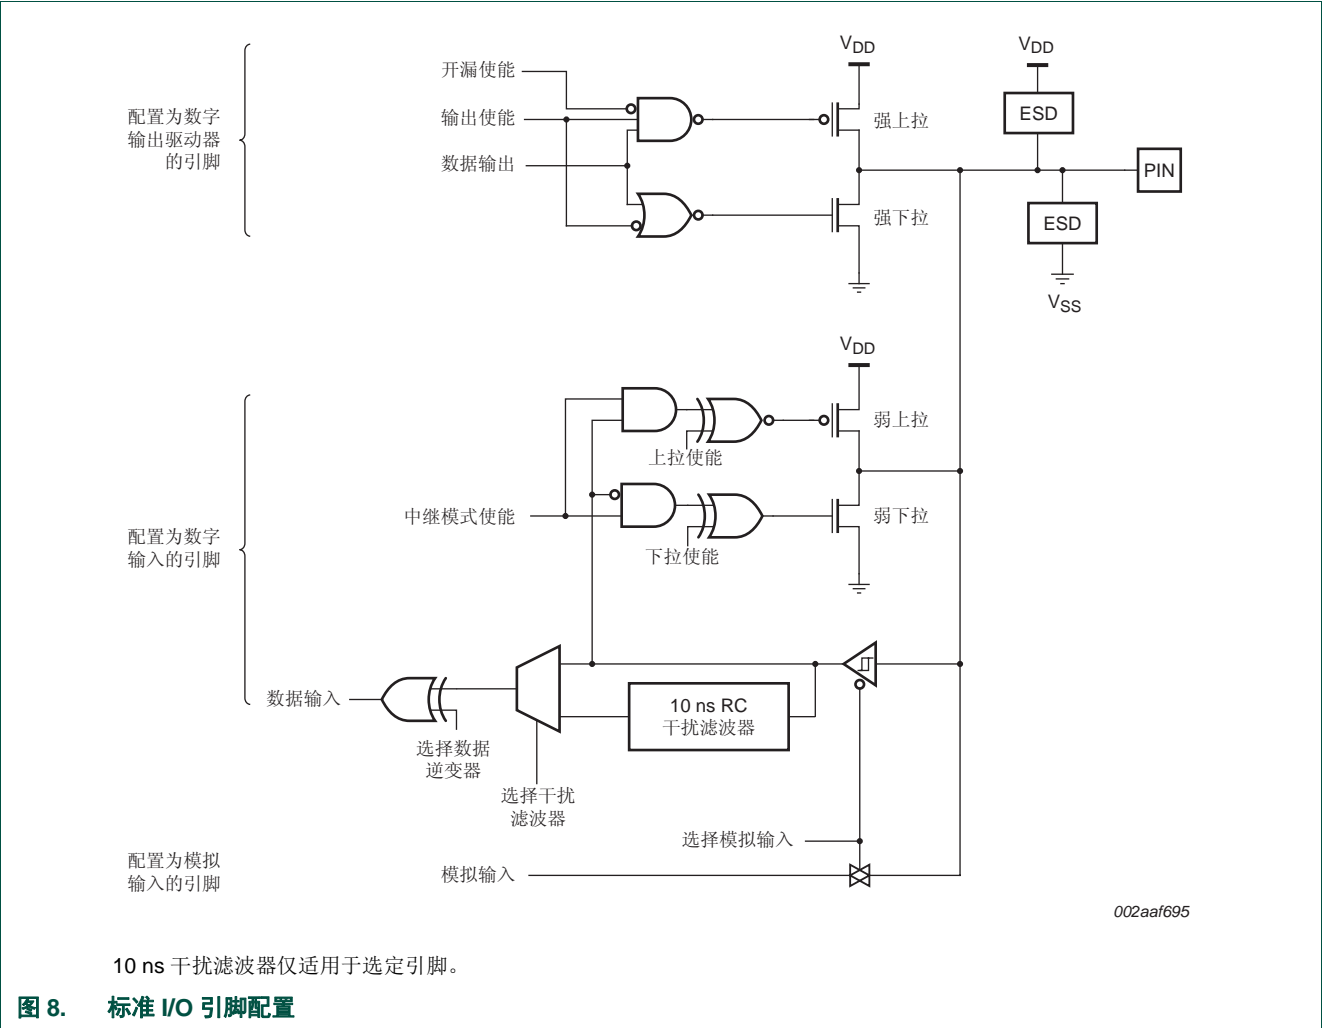 配置为数字
输出驱动器
的引脚
开漏使能
输出使能
数据输出
VDD
强上拉
强下拉
VDD
ESD
PIN
ESD
VSS
配置为数字
输入的引脚
VDD
弱上拉
上拉使能
中继模式使能
弱下拉
下拉使能
数据输入
10 ns RC
干扰滤波器
选择数据
逆变器
选择干扰
滤波器
选择模拟输入
配置为模拟
输入的引脚
模拟输入
002aaf695
10 ns 干扰滤波器仅适用于选定引脚。
图 8. 标准 I/O 引脚配置